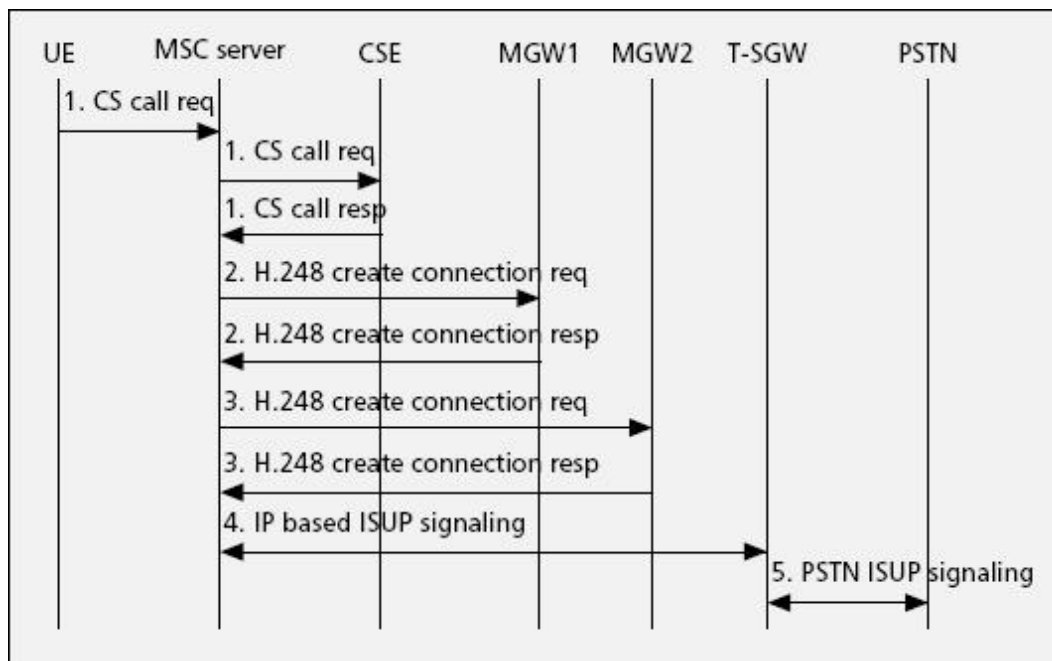 UE MSC server CSE MGW1 MGW2 T-SGW PSTN
1. CS call req
1. CS call req
1. CS call resp
2. H.248 create connection req
2. H.248 create connection resp
3. H.248 create connection req
3. H.248 create connection resp
4. IP based ISUP signaling
5. PSTN ISUP signaling